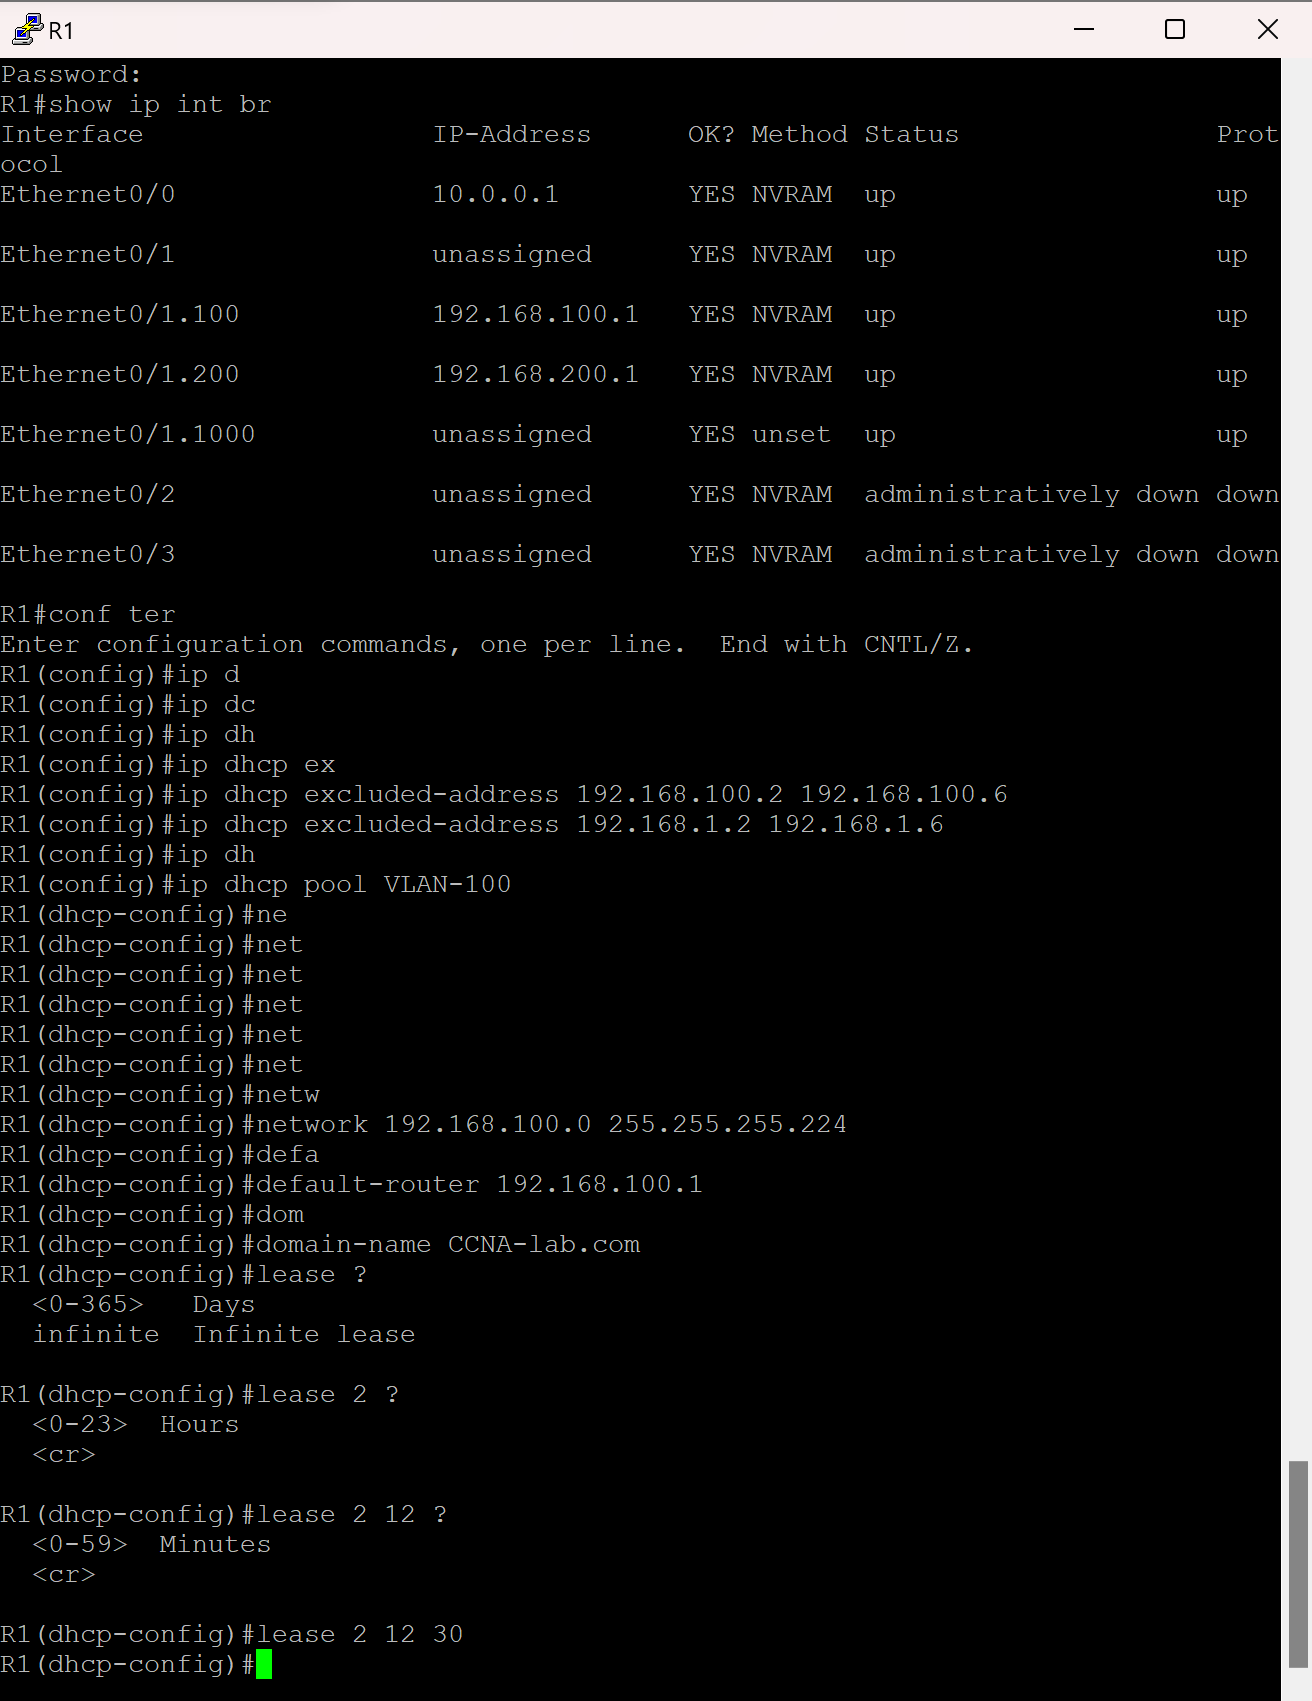 R1
Password:
R1#show ip int br
Interface                  IP-Address      OK? Method Status                Prot
ocol
Ethernet0/0                10.0.0.1        YES NVRAM  up                    up
Ethernet0/1                unassigned      YES NVRAM  up                    up
Ethernet0/1.100            192.168.100.1   YES NVRAM  up                    up
Ethernet0/1.200            192.168.200.1   YES NVRAM  up                    up
Ethernet0/1.1000           unassigned      YES unset  up                    up
Ethernet0/2                unassigned      YES NVRAM  administratively down down
Ethernet0/3                unassigned      YES NVRAM  administratively down down
R1#conf ter
Enter configuration commands, one per line.  End with CNTL/Z.
R1(config)#ip d
R1(config)#ip dc
R1(config)#ip dh
R1(config)#ip dhcp ex
R1(config)#ip dhcp excluded-address 192.168.100.2 192.168.100.6
R1(config)#ip dhcp excluded-address 192.168.1.2 192.168.1.6
R1(config)#ip dh
R1(config)#ip dhcp pool VLAN-100
R1(dhcp-config)#ne
R1(dhcp-config)#net
R1(dhcp-config)#net
R1(dhcp-config)#net
R1(dhcp-config)#net
R1(dhcp-config)#net
R1(dhcp-config)#netw
R1(dhcp-config)#network 192.168.100.0 255.255.255.224
R1(dhcp-config)#defa
R1(dhcp-config)#default-router 192.168.100.1
R1(dhcp-config)#dom
R1(dhcp-config)#domain-name CCNA-lab.com
R1(dhcp-config)#lease ?
  <0-365>   Days
  infinite  Infinite lease
R1(dhcp-config)#lease 2 ?
  <0-23>  Hours
  <cr>
R1(dhcp-config)#lease 2 12 ?
  <0-59>  Minutes
  <cr>
R1(dhcp-config)#lease 2 12 30
R1(dhcp-config)#